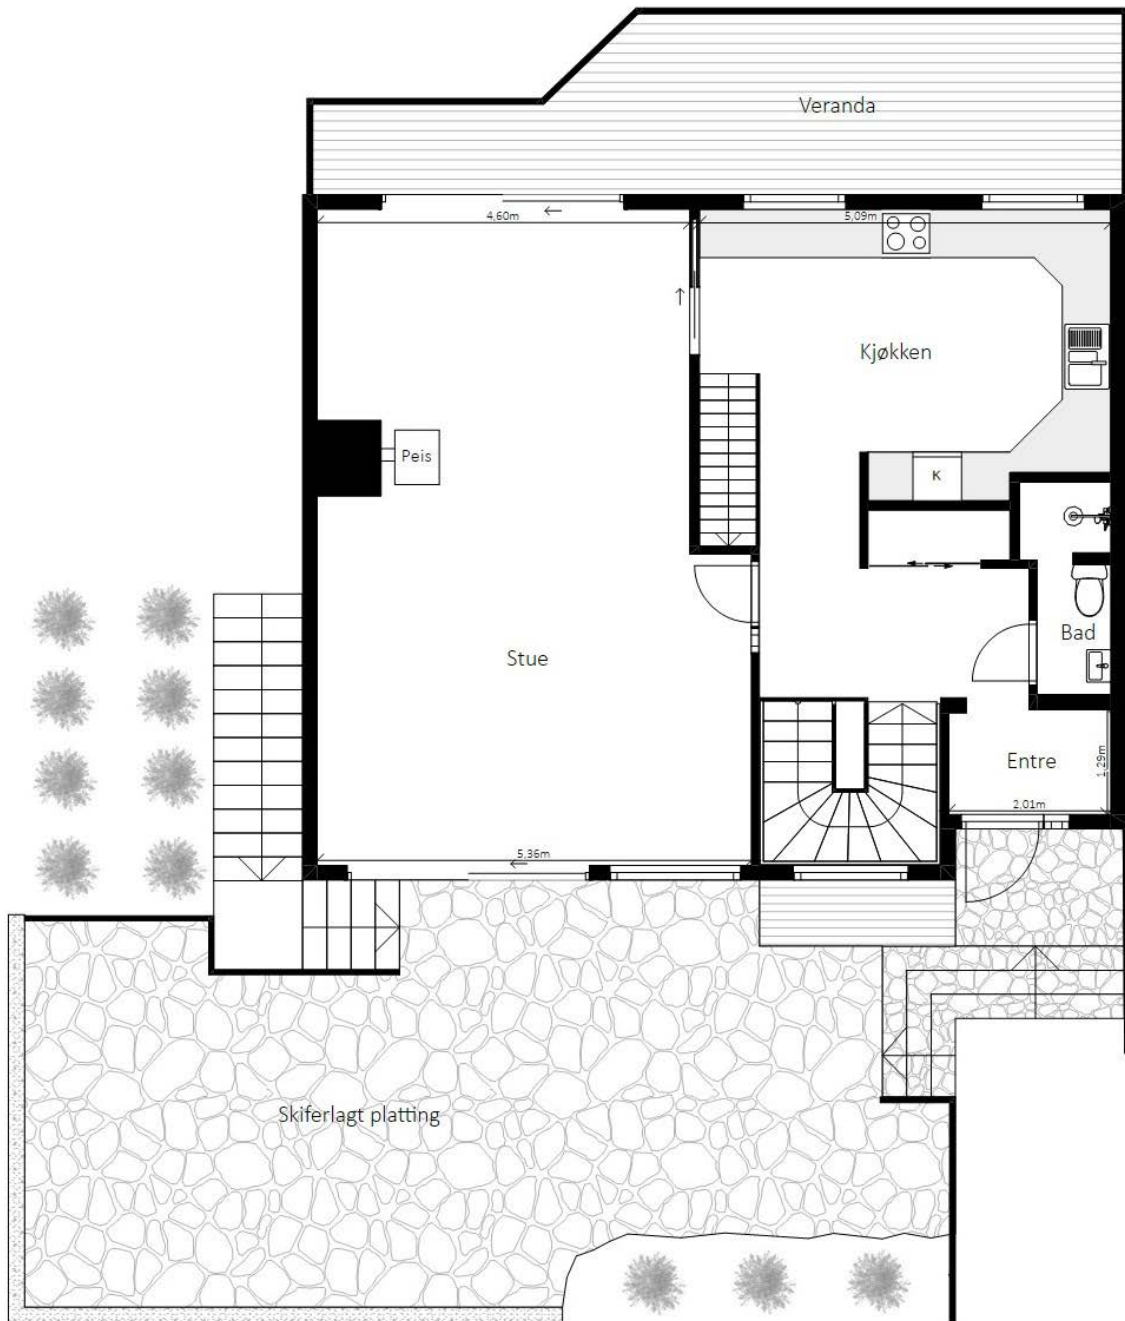 Veranda
4,60m
5,09m
Kjøkken
Peis
K
Stue
Bad
Entre
1,29m
2,01m
5,36m
Skiferlagt platting